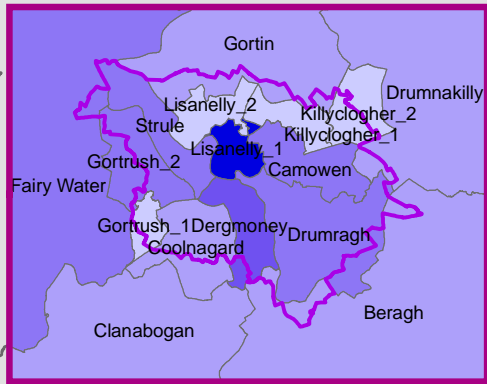 Gortin
Drumnakilly
Lisanelly_2
Killyclogher_2
Strule
Killyclogher_1
Lisanelly_1
Gortrush_2
Camowen
Fairy Water
Gortrush_1
Dergmoney
Drumragh
Coolnagard
Beragh
Clanabogan